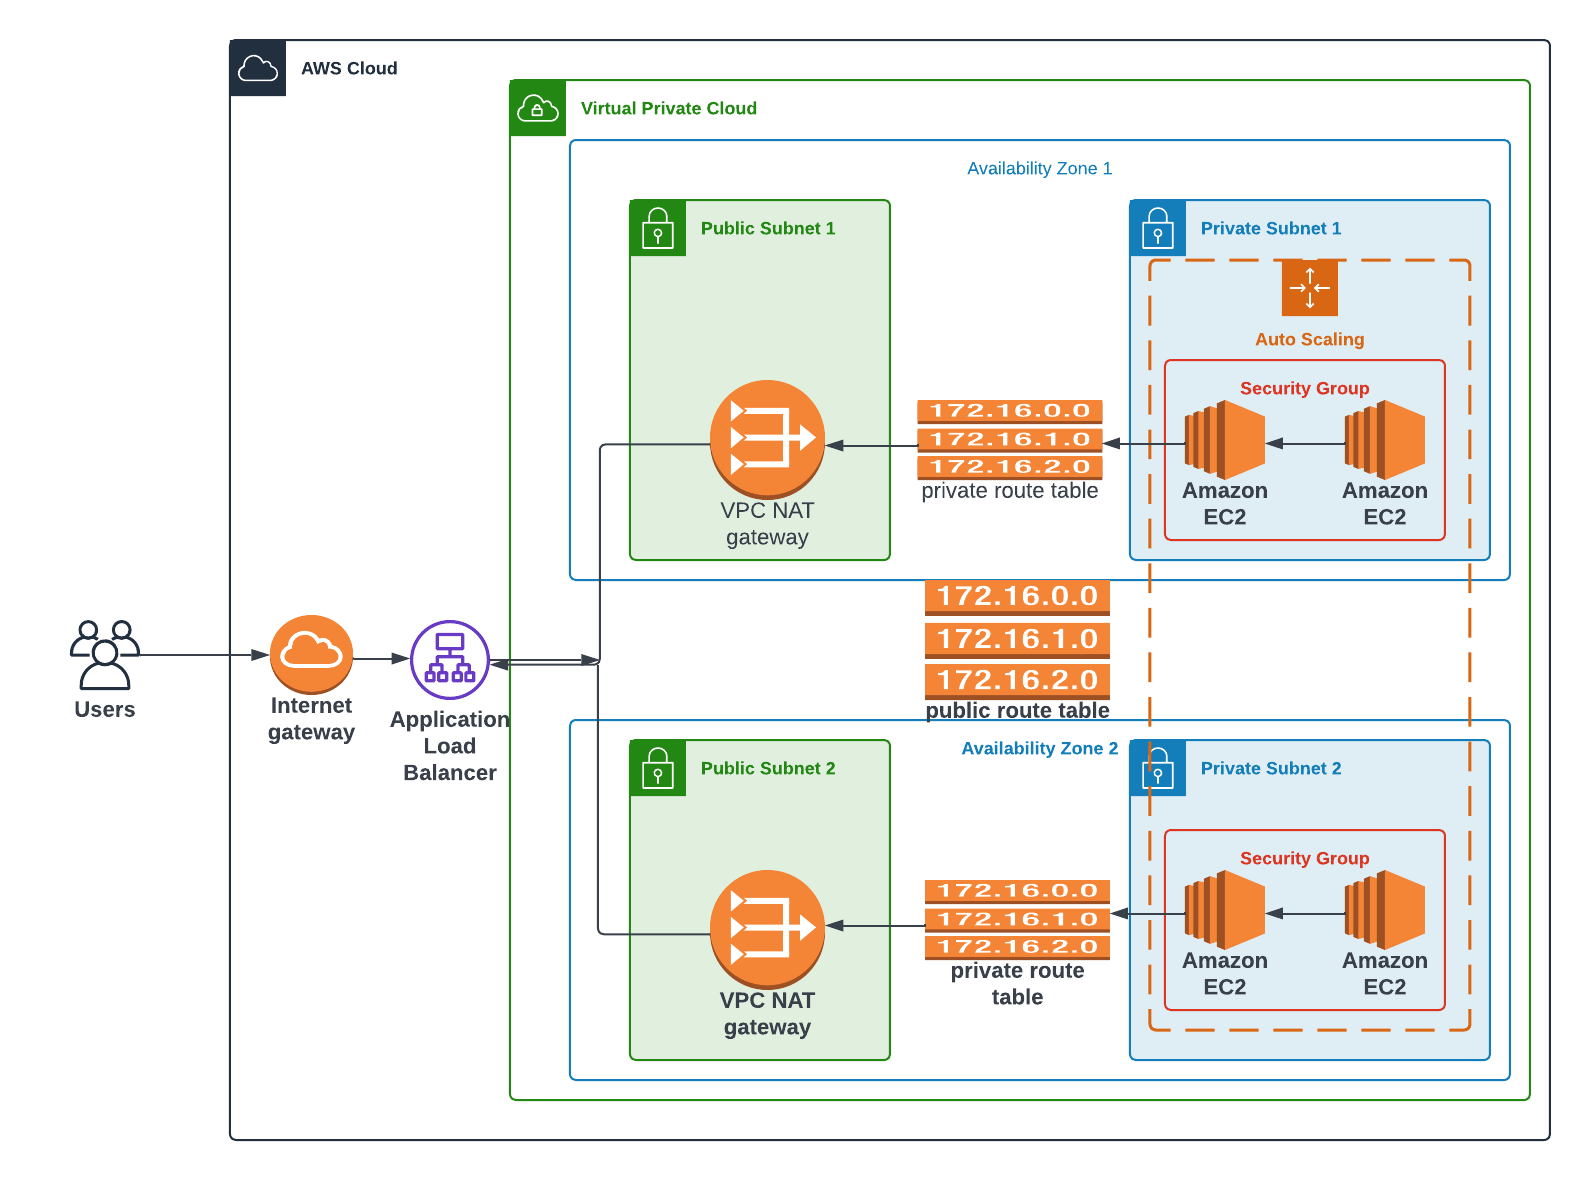 AWS Cloud
Virtual Private Cloud
Availability Zone 1
Public Subnet 1
Private Subnet 1
Auto Scaling
Security Group
172.16.0.0
172.16.1.0
172.16.2.0
private route table
Amazon
EC2
Amazon
EC2
VPC NAT
gateway
172.16.0.0
172.16.1.0
172.16.2.0
public route table
Users
Internet
gateway
Application
Load
Balancer
Availability Zone 2
Public Subnet 2
Private Subnet 2
Security Group
172.16.0.0
172.16.1.0
172.16.2.0
private route
table
Amazon
EC2
Amazon
EC2
VPC NAT
gateway